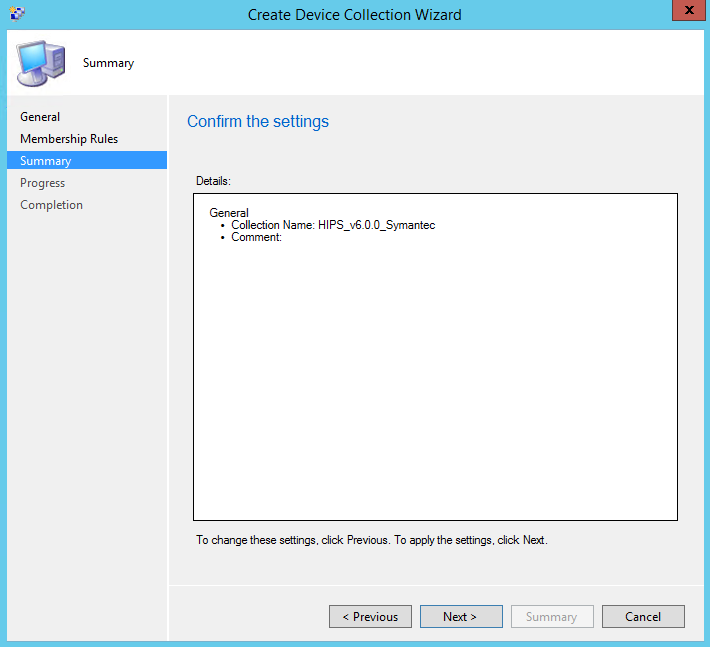 Create Device Collection Wizard
x
Summary
General
Membership Rules
Summary
Progress
Completion
Confirm the settings
Details:
General
• Collection Name: HIPS_v6.0.0_Symantec
• Comment:
To change these settings, click Previous. To apply the settings, click Next.
< Previous
Next >
Summary
Cancel